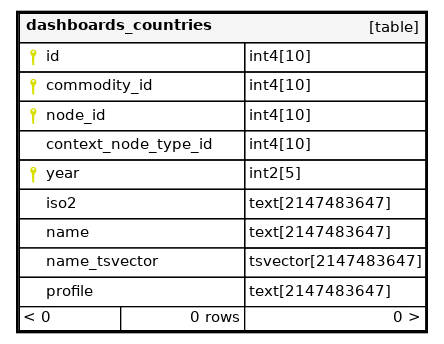 dashboards_countries [table]
id int4[10]
commodity_id int4[10]
node_id int4[10]
context_node_type_id int4[10]
year int2[5]
iso2 text[2147483647]
name text[2147483647]
name_tsvector tsvector[2147483647]
profile text[2147483647]
< 0 0 rows 0 >